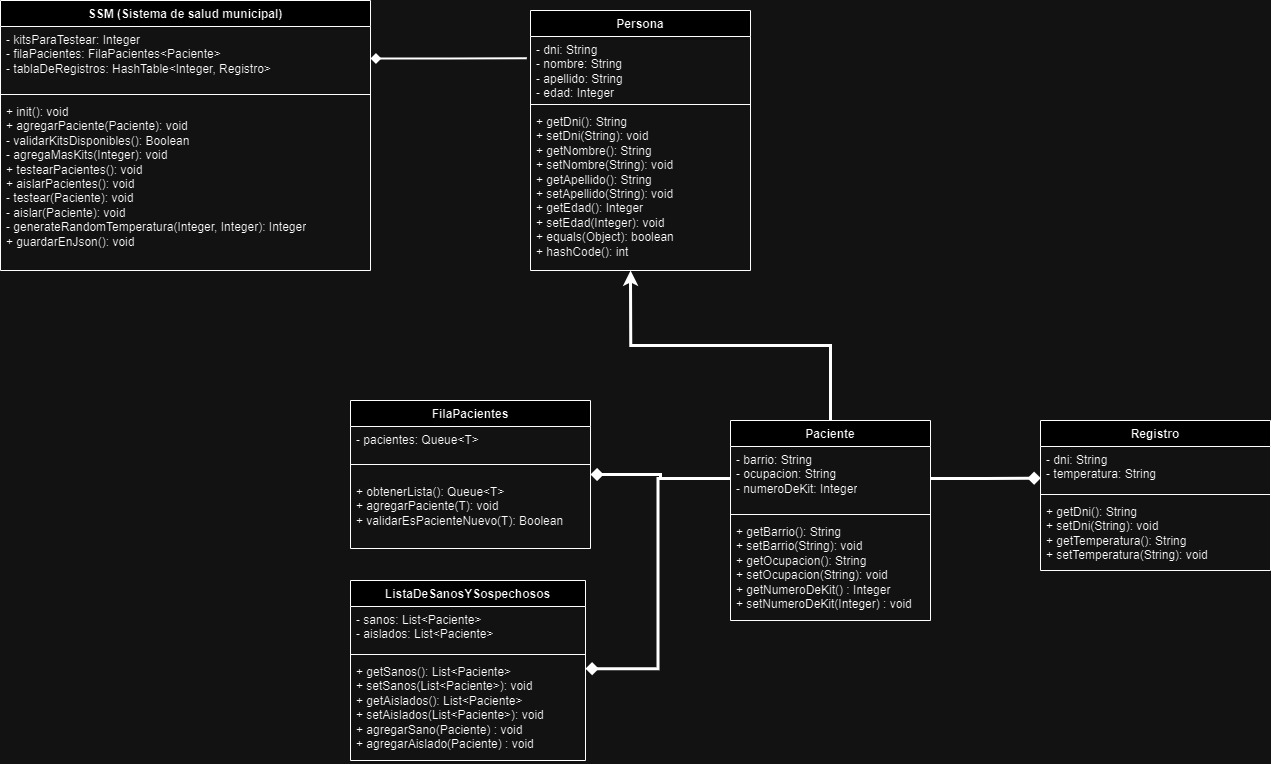 SSM (Sistema de salud municipal)
- kitsParaTestear: Integer
- filaPacientes: FilaPacientes<Paciente>
- tablaDeRegistros: HashTable<Integer, Registro>
+ init(): void
+ agregarPaciente(Paciente): void
- validarKitsDisponibles(): Boolean
- agregaMasKits(Integer): void
+ testearPacientes(): void
+ aislarPacientes(): void
- testear(Paciente): void
- aislar(Paciente): void
- generateRandomTemperatura(Integer, Integer): Integer
+ guardarEnJson(): void
Persona
- dni: String
- nombre: String
- apellido: String
- edad: Integer
+ getDni(): String
+ setDni(String): void
+ getNombre(): String
+ setNombre(String): void
+ getApellido(): String
+ setApellido(String): void
+ getEdad(): Integer
+ setEdad(Integer): void
+ equals(Object): boolean
+ hashCode(): int
FilaPacientes
- pacientes: Queue<T>
+ obtenerLista(): Queue<T>
+ agregarPaciente(T): void
+ validarEsPacienteNuevo(T): Boolean
Paciente
- barrio: String
- ocupacion: String
- numeroDeKit: Integer
+ getBarrio(): String
+ setBarrio(String): void
+ getOcupacion(): String
+ setOcupacion(String): void
+ getNumeroDeKit() : Integer
+ setNumeroDeKit(Integer) : void
Registro
- dni: String
- temperatura: String
+ getDni(): String
+ setDni(String): void
+ getTemperatura(): String
+ setTemperatura(String): void
ListaDeSanosYSospechosos
- sanos: List<Paciente>
- aislados: List<Paciente>
+ getSanos(): List<Paciente>
+ setSanos(List<Paciente>): void
+ getAislados(): List<Paciente>
+ setAislados(List<Paciente>): void
+ agregarSano(Paciente) : void
+ agregarAislado(Paciente) : void